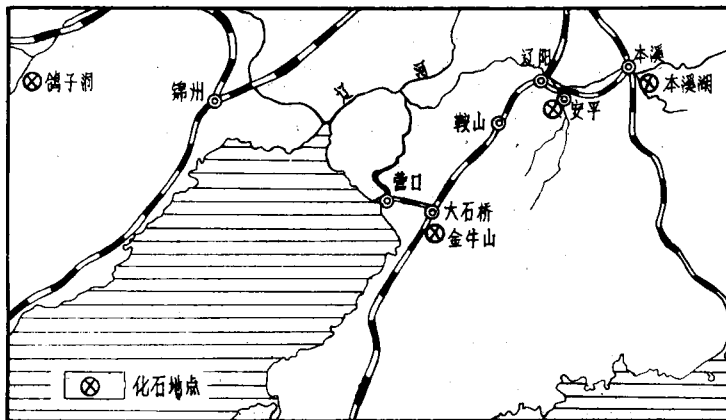 鸽子洞
锦州
辽河
辽阳
本溪
本溪湖
安平
鞍山
营口
大石桥
金牛山
化石地点